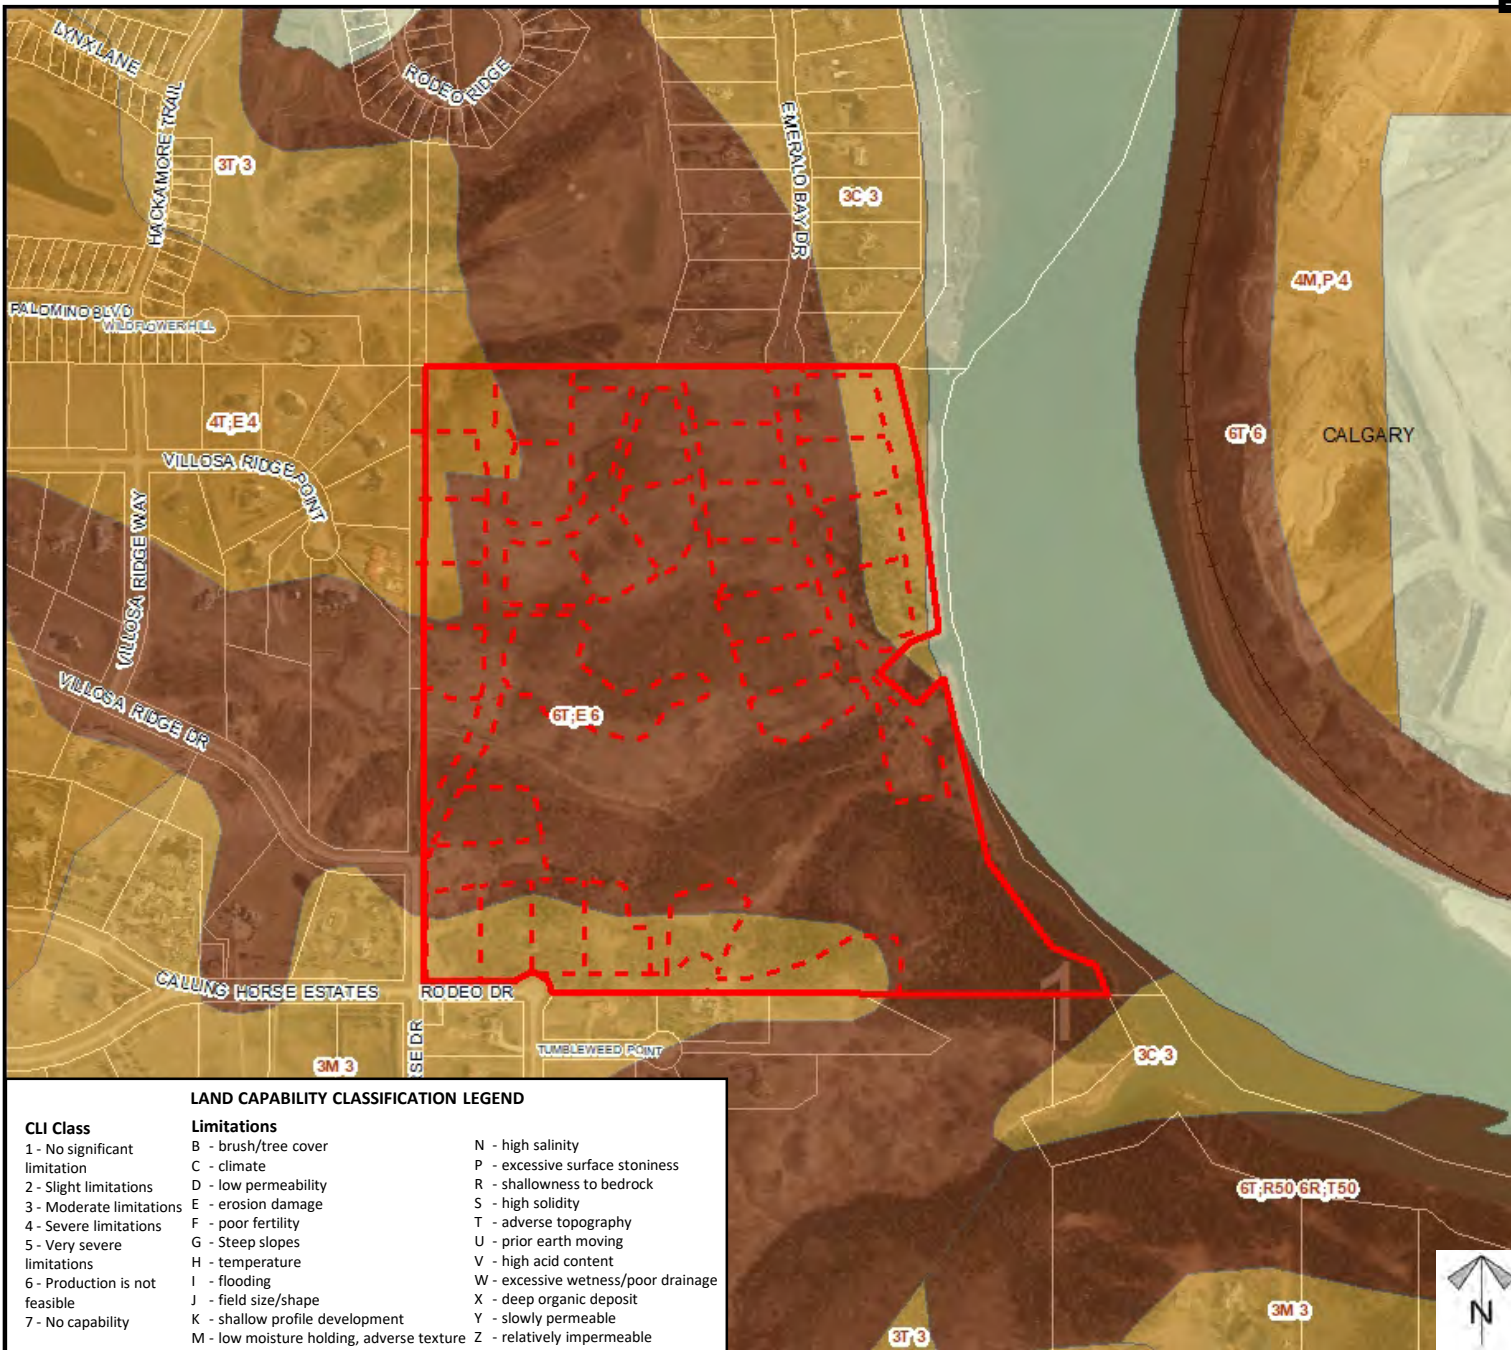 LYNX LANE
RODEO RIDGE
HACKAMORE TRAIL
EMERALD BAY DR
3T 3
3C 3
4M,P 4
PALOMINO BLVD
WILDFLOWER HILL
4T;E 4
6T 6
CALGARY
VILLOSA RIDGE POINT
VILLOSA RIDGE WAY
VILLOSA RIDGE DR
6T;E 6
CALLING HORSE ESTATES
RODEO DR
1
SE DR
TUMBLEWEED POINT
3M 3
3C 3
6T;R50 6R;T50
3M 3
3T 3
N
LAND CAPABILITY CLASSIFICATION LEGEND
CLI Class
1 - No significant
limitation
2 - Slight limitations
3 - Moderate limitations
4 - Severe limitations
5 - Very severe
limitations
6 - Production is not
feasible
7 - No capability
Limitations
B - brush/tree cover
C - climate
D - low permeability
E - erosion damage
F - poor fertility
G - Steep slopes
H - temperature
I - flooding
J - field size/shape
K - shallow profile development
M - low moisture holding, adverse texture
N - high salinity
P - excessive surface stoniness
R - shallowness to bedrock
S - high solidity
T - adverse topography
U - prior earth moving
V - high acid content
W - excessive wetness/poor drainage
X - deep organic deposit
Y - slowly permeable
Z - relatively impermeable